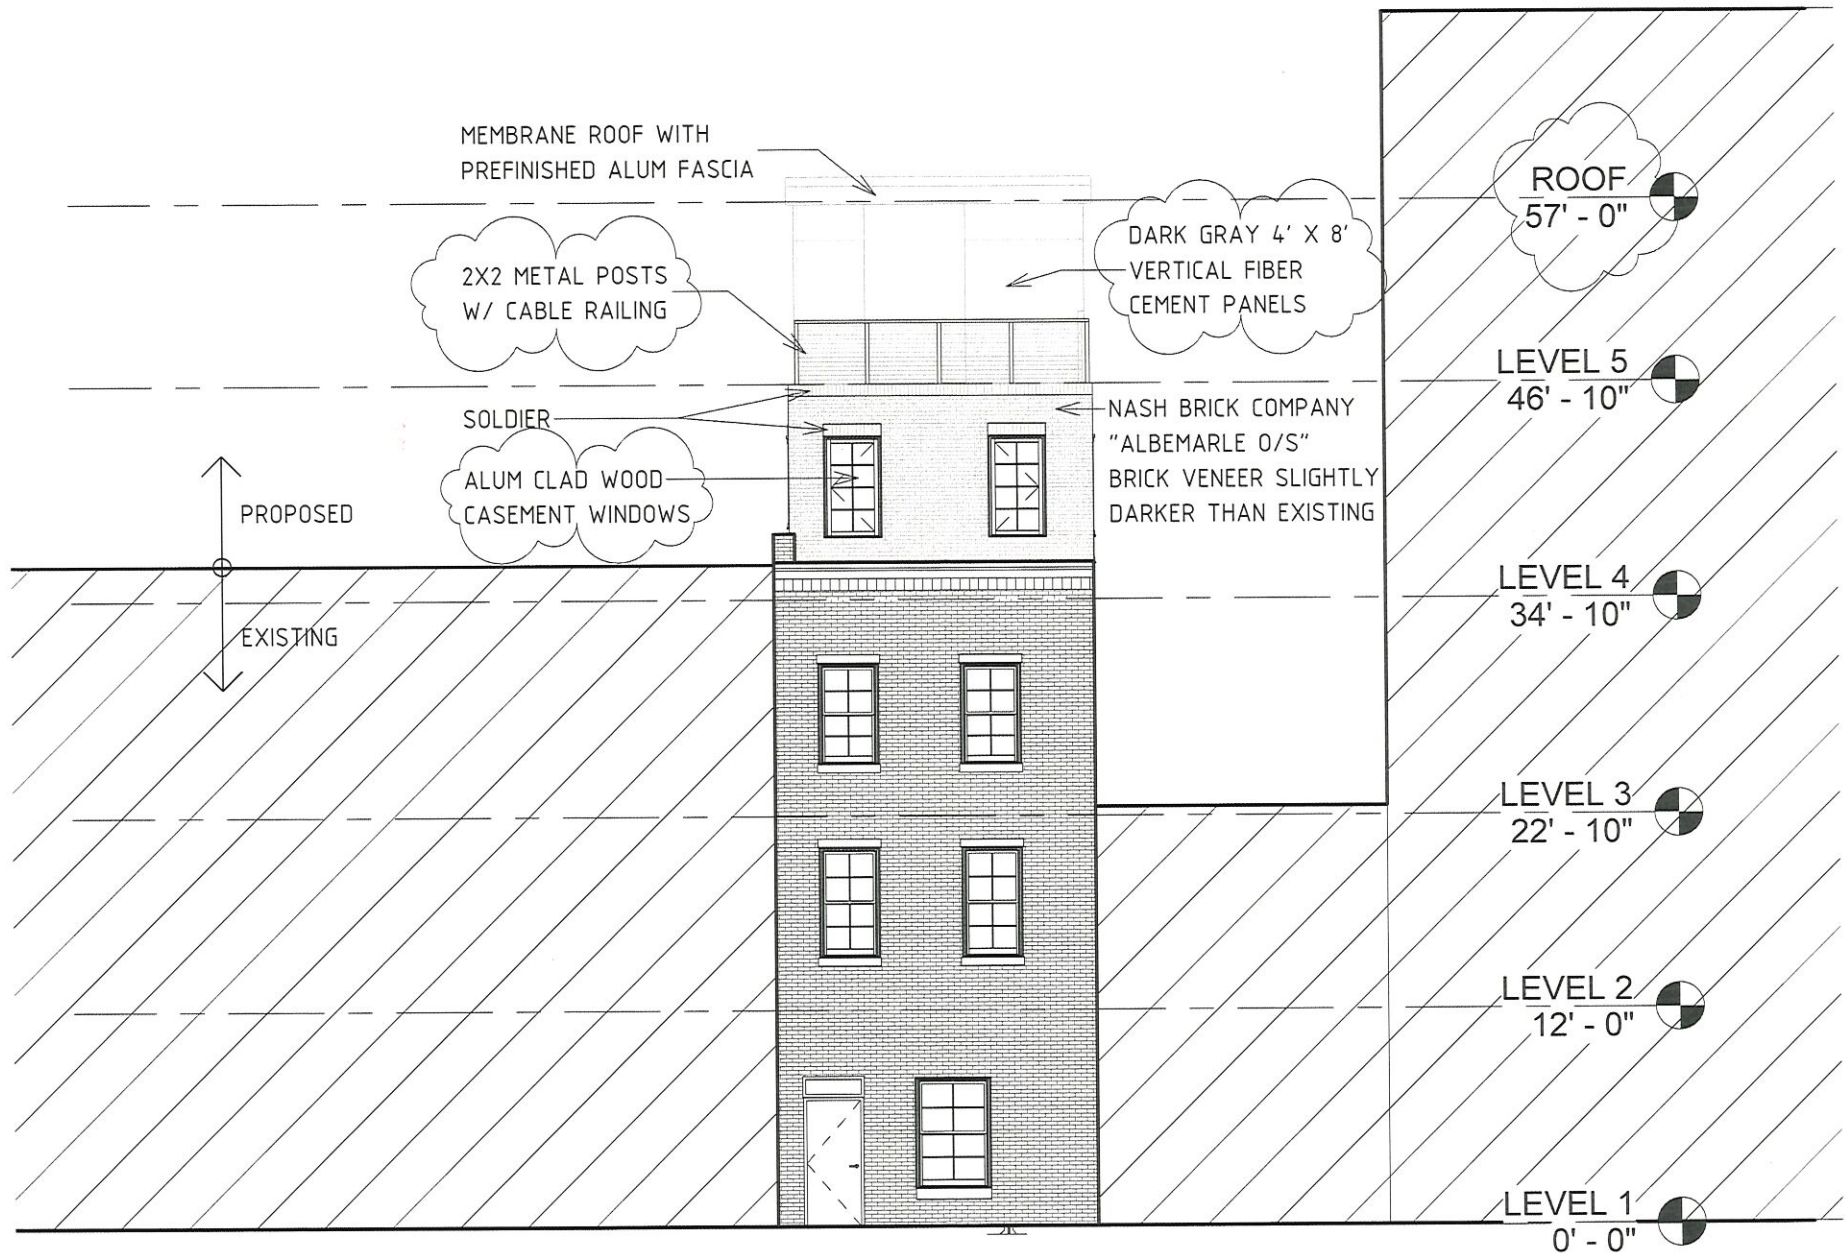 MEMBRANE ROOF WITH
PREFINISHED ALUM FASCIA
ROOF
57' - 0"
2X2 METAL POSTS
W/ CABLE RAILING
DARK GRAY 4' X 8'
VERTICAL FIBER
CEMENT PANELS
LEVEL 5
46' - 10"
SOLDIER
NASH BRICK COMPANY
"ALBEMARLE O/S"
BRICK VENEER SLIGHTLY
DARKER THAN EXISTING
ALUM CLAD WOOD
CASEMENT WINDOWS
PROPOSED
EXISTING
LEVEL 4
34' - 10"
LEVEL 3
22' - 10"
LEVEL 2
12' - 0"
LEVEL 1
0' - 0"